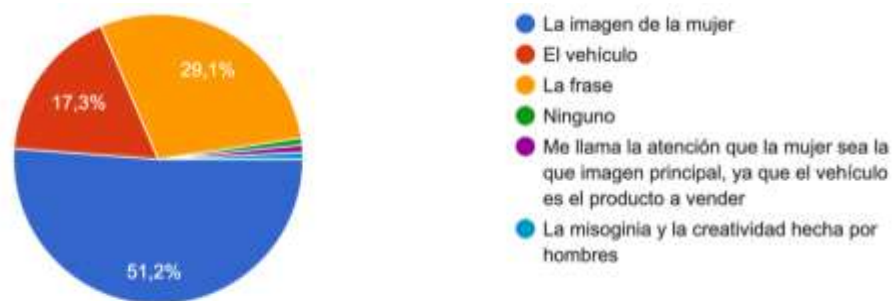 29,1%
17,3%
51,2%
La imagen de la mujer
El vehículo
La frase
Ninguno
Me llama la atención que la mujer sea la
que imagen principal, ya que el vehículo
es el producto a vender
La misoginia y la creatividad hecha por
hombres